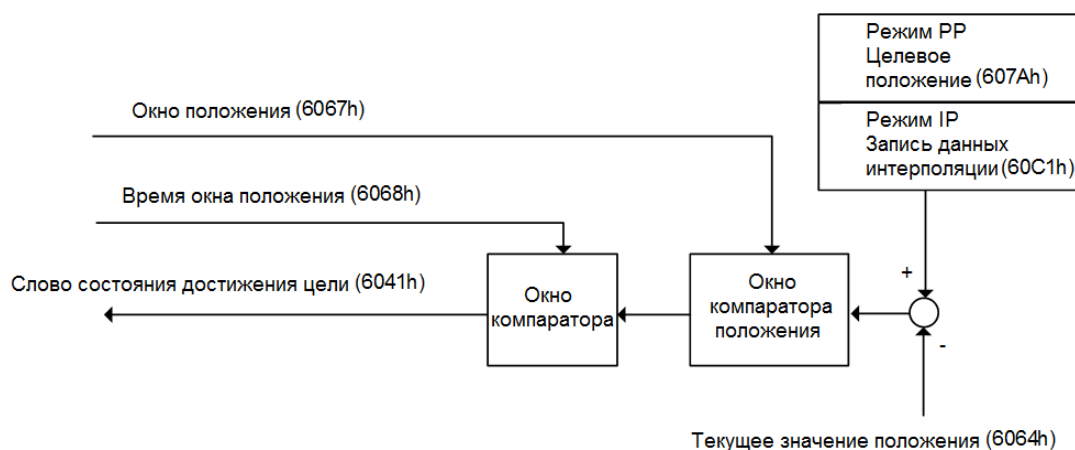 Режим PP
Целевое
положение (607Ah)
Режим IP
Запись данных
интерполяции (60C1h)
Окно положения (6067h)
Время окна положения (6068h)
Слово состояния достижения цели (6041h)
Окно
компаратора
Окно
компаратора
положения
+
-
Текущее значение положения (6064h)